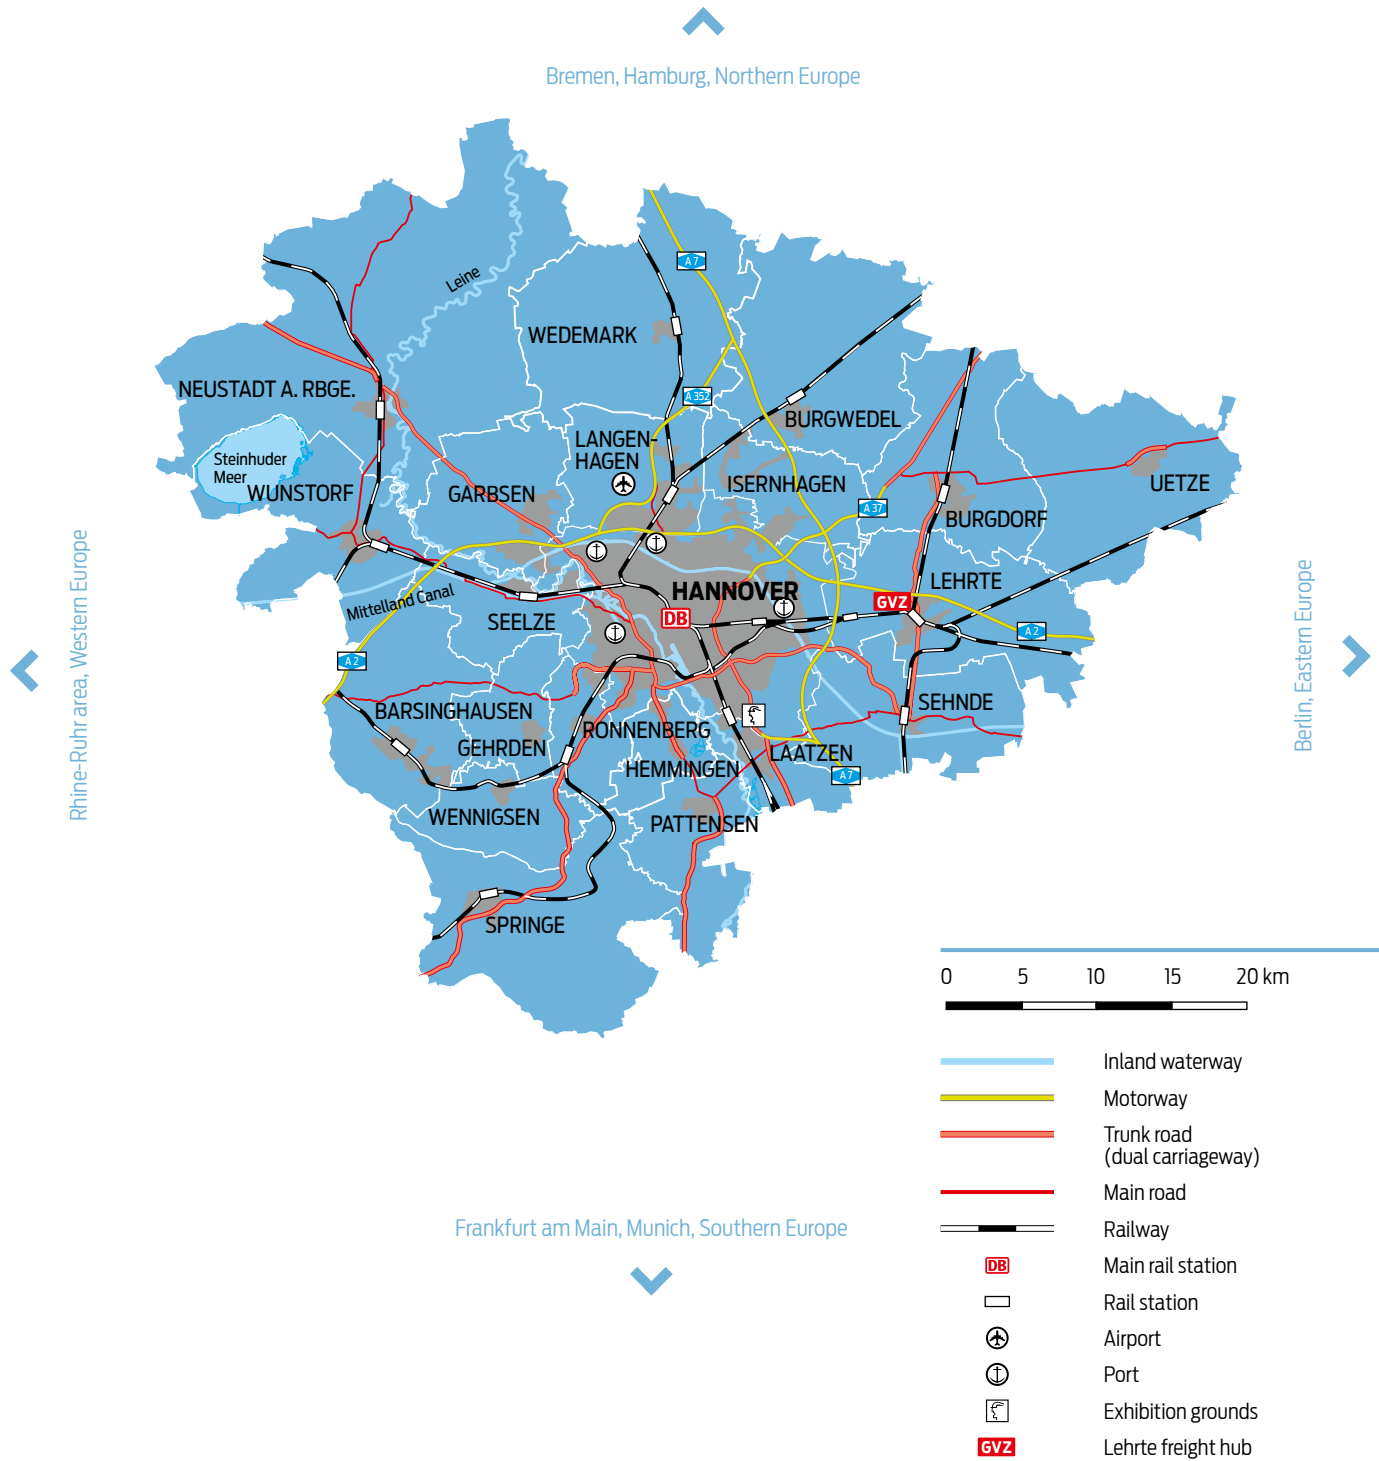 Bremen, Hamburg, Northern Europe
A 7
Leine
WEDEMARK
NEUSTADT A. RBGE.
A 352
BURGWEDEL
LANGEN-
HAGEN
Steinhuder
Meer
WUNSTORF
GARBSEN
ISERNHAGEN
UETZE
A 37
BURGDORF
Mittelland Canal
HANNOVER
LEHRTE
GVZ
SEELZE
DB
A 2
A 2
Rhine-Ruhr area, Western Europe
Berlin, Eastern Europe
BARSINGHAUSEN
SEHNDE
GEHRDEN
RONNENBERG
LAATZEN
HEMMINGEN
A 7
WENNIGSEN
PATTENSEN
SPRINGE
0 5 10 15 20 km
Inland waterway
Motorway
Trunk road
(dual carriageway)
Main road
Railway
DB Main rail station
Rail station
Airport
Port
Exhibition grounds
GVZ Lehrte freight hub
Frankfurt am Main, Munich, Southern Europe